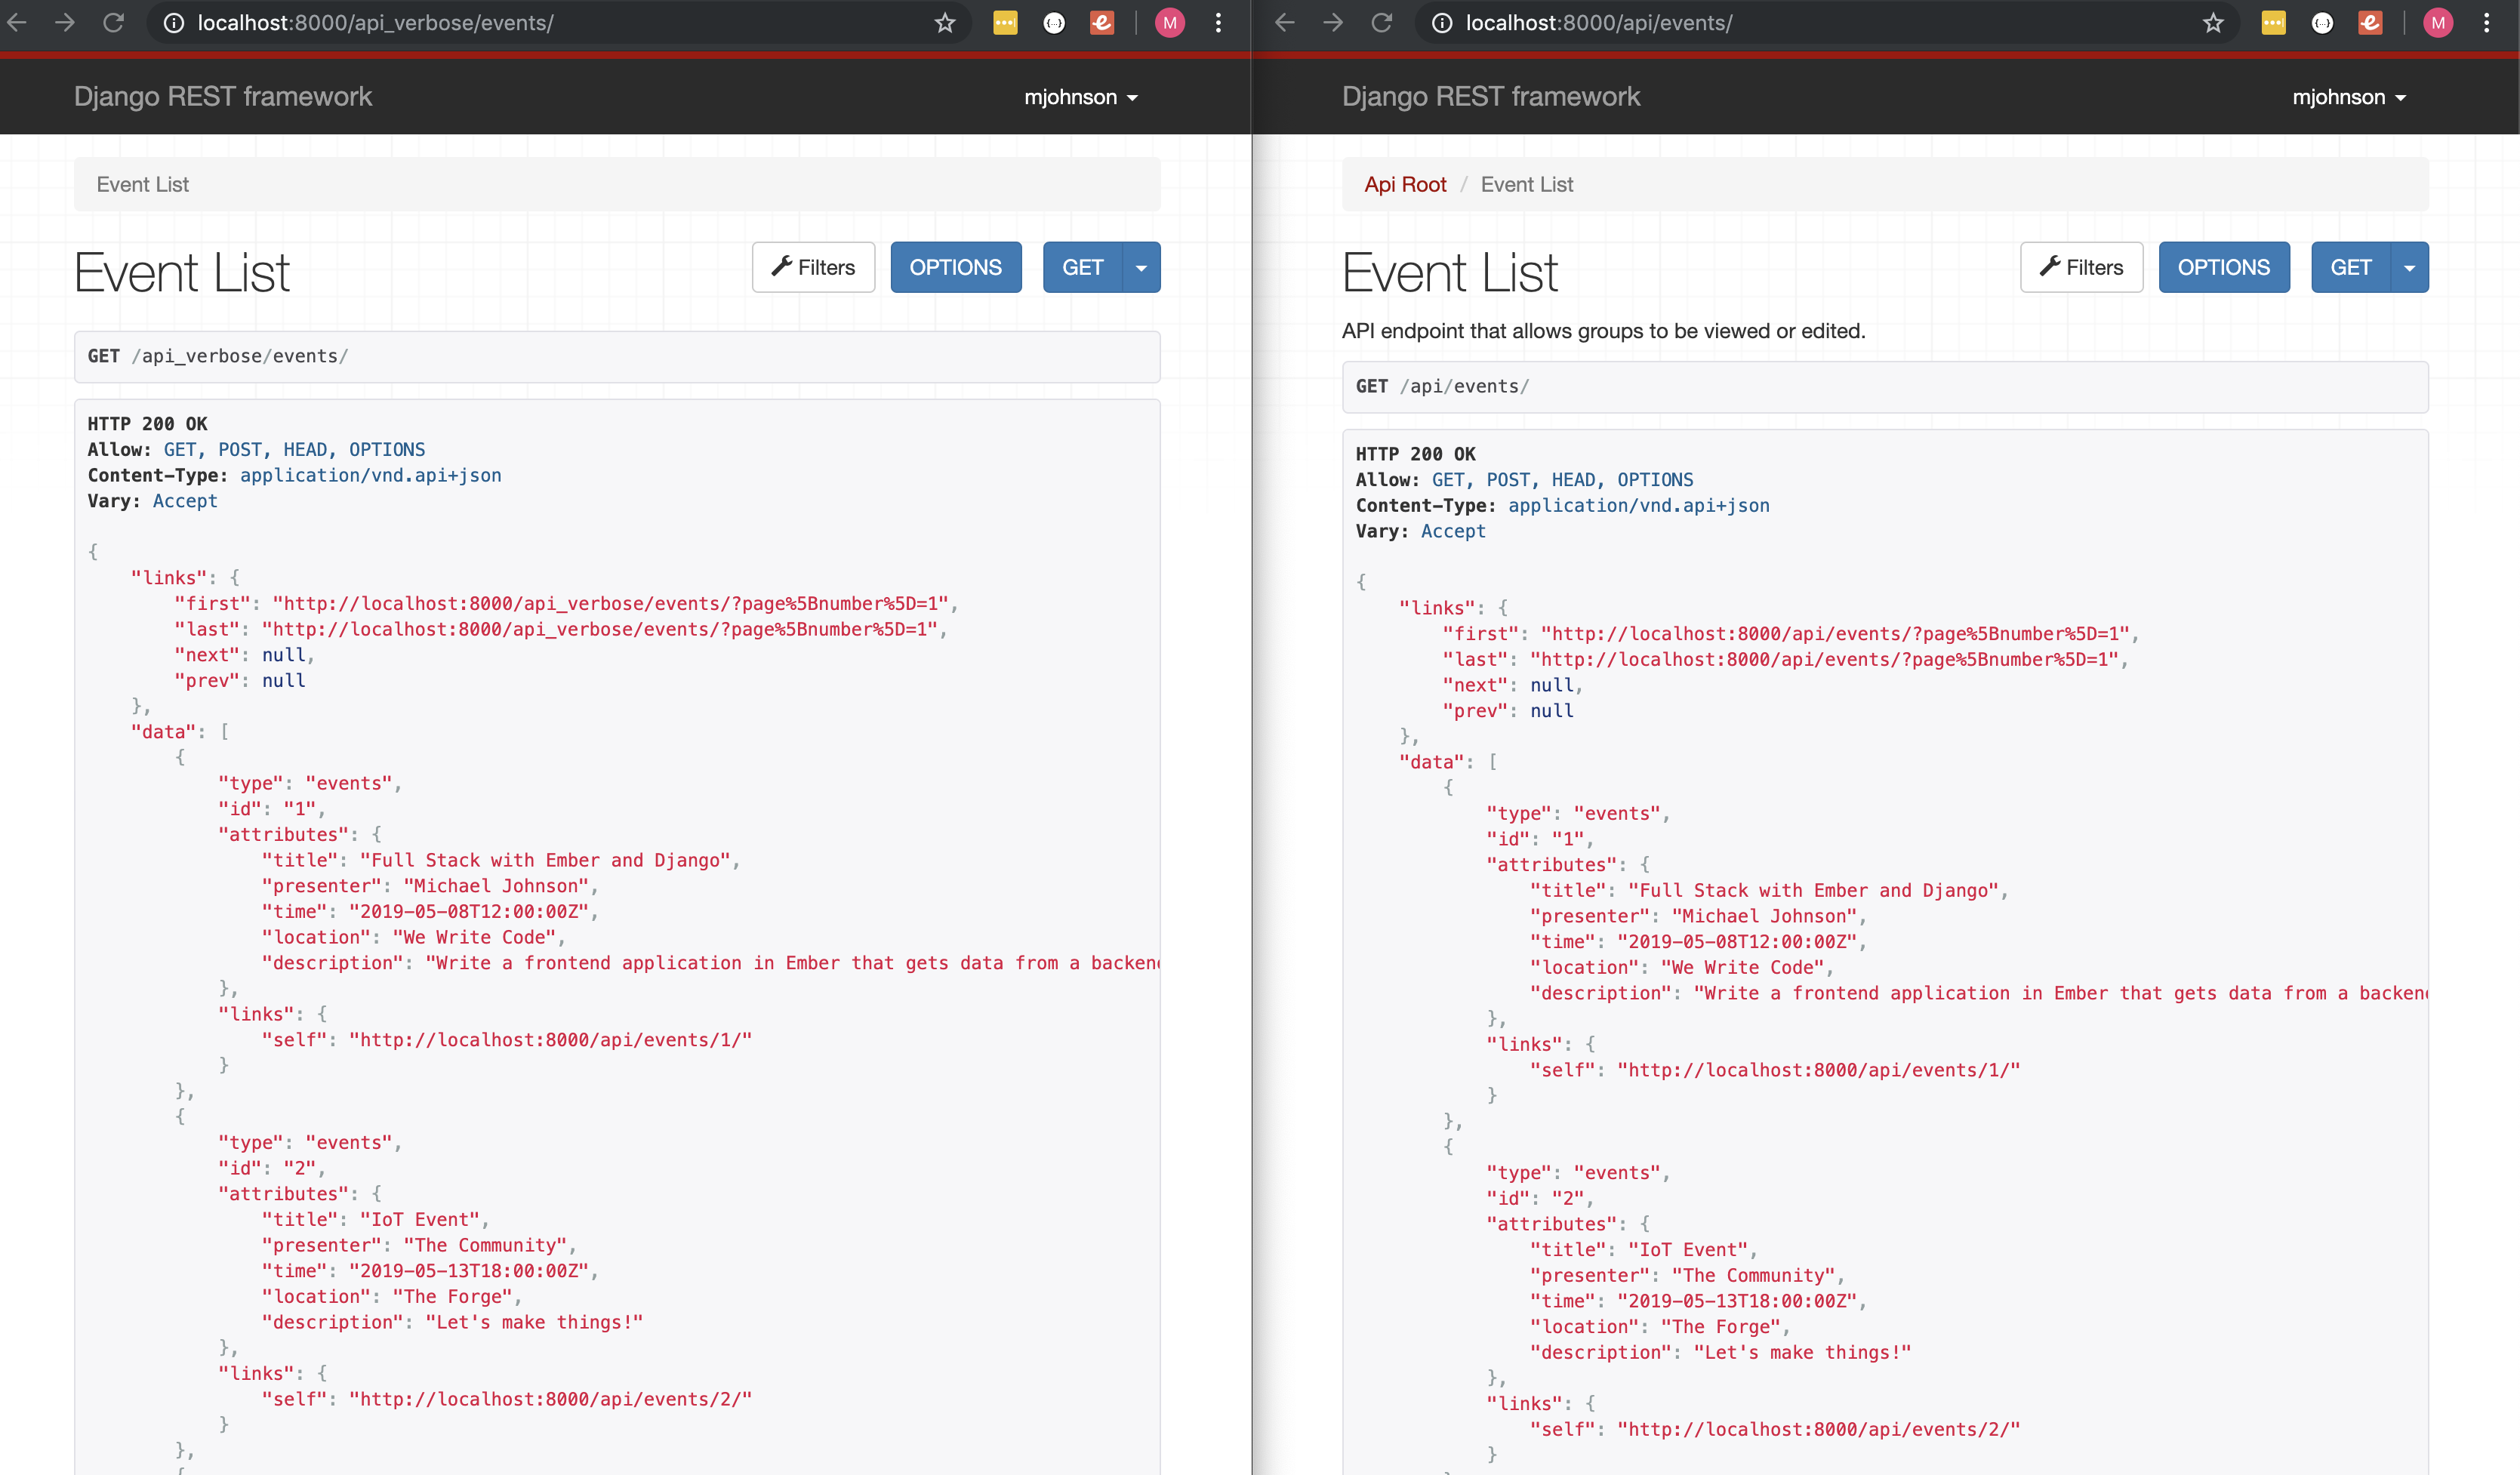 localhost:8000/api_verbose/events/
M
Django REST framework
mjohnson
Event List
Event List
Filters
OPTIONS
GET
GET /api_verbose/events/
HTTP 200 OK
Allow: GET, POST, HEAD, OPTIONS
Content-Type: application/vnd.api+json
Vary: Accept
{
"links": {
"first": "http://localhost:8000/api_verbose/events/?page%5Bnumber%5D=1",
"last": "http://localhost:8000/api_verbose/events/?page%5Bnumber%5D=1",
"next": null,
"prev": null
},
"data": [
{
"type": "events",
"id": "1",
"attributes": {
"title": "Full Stack with Ember and Django",
"presenter": "Michael Johnson",
"time": "2019-05-08T12:00:00Z",
"location": "We Write Code",
"description": "Write a frontend application in Ember that gets data from a backen
},
"links": {
"self": "http://localhost:8000/api/events/1/"
}
},
{
"type": "events",
"id": "2",
"attributes": {
"title": "IoT Event",
"presenter": "The Community",
"time": "2019-05-13T18:00:00Z",
"location": "The Forge",
"description": "Let's make things!"
},
"links": {
"self": "http://localhost:8000/api/events/2/"
}
},
{
localhost:8000/api/events/
M
Django REST framework
mjohnson
Api Root / Event List
Event List
Filters
OPTIONS
GET
API endpoint that allows groups to be viewed or edited.
GET /api/events/
HTTP 200 OK
Allow: GET, POST, HEAD, OPTIONS
Content-Type: application/vnd.api+json
Vary: Accept
{
"links": {
"first": "http://localhost:8000/api/events/?page%5Bnumber%5D=1",
"last": "http://localhost:8000/api/events/?page%5Bnumber%5D=1",
"next": null,
"prev": null
},
"data": [
{
"type": "events",
"id": "1",
"attributes": {
"title": "Full Stack with Ember and Django",
"presenter": "Michael Johnson",
"time": "2019-05-08T12:00:00Z",
"location": "We Write Code",
"description": "Write a frontend application in Ember that gets data from a backen
},
"links": {
"self": "http://localhost:8000/api/events/1/"
}
},
{
"type": "events",
"id": "2",
"attributes": {
"title": "IoT Event",
"presenter": "The Community",
"time": "2019-05-13T18:00:00Z",
"location": "The Forge",
"description": "Let's make things!"
},
"links": {
"self": "http://localhost:8000/api/events/2/"
}